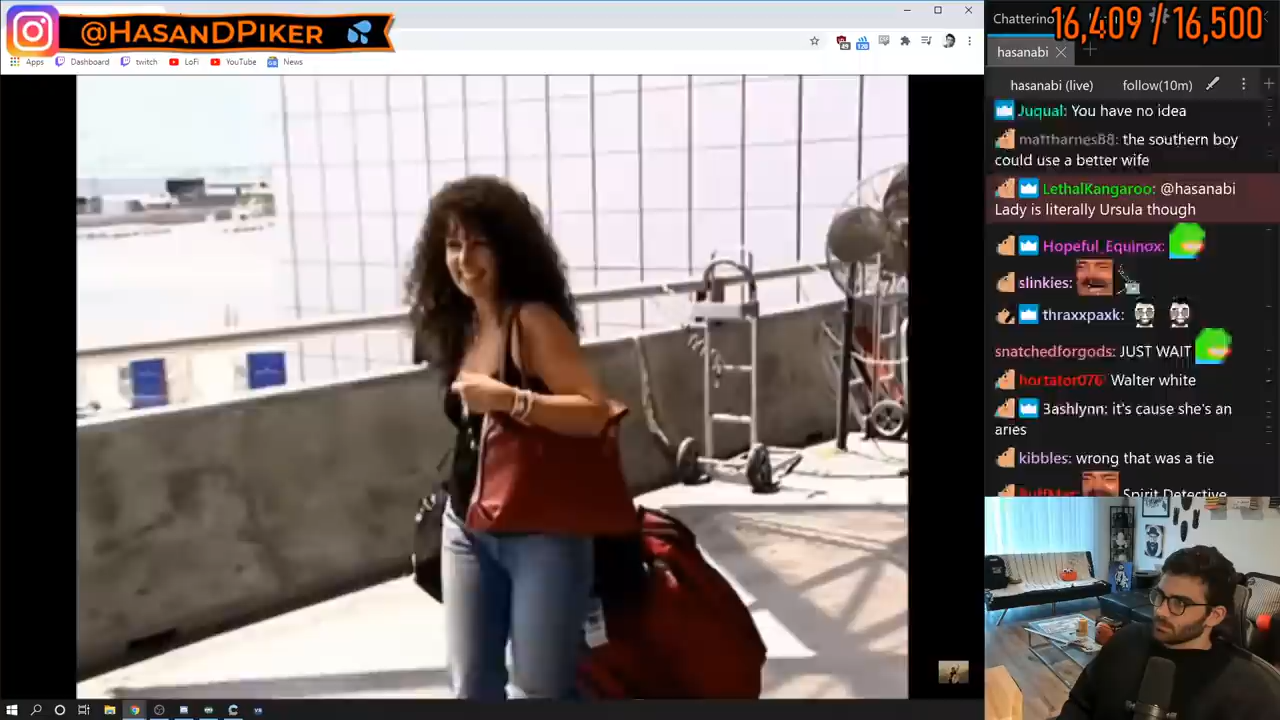 @HASANDPIKER
Apps Dashboard twitch LoFi YouTube News
Chatterino
16,409 / 16,500
hasanabi
hasanabi (live) follow(10m)
Juqual: You have no idea
mattharnes88: the southern boy
could use a better wife
LethalKangaroo: @hasanabi
Lady is literally Ursula though
Hopeful_Equinox:
slinkies:
thraxxpaxk:
snatchedforgods: JUST WAIT
hortator076 Walter white
3ashlynn: it's cause she's an
aries
kibbles: wrong that was a tie
Spirit Detective